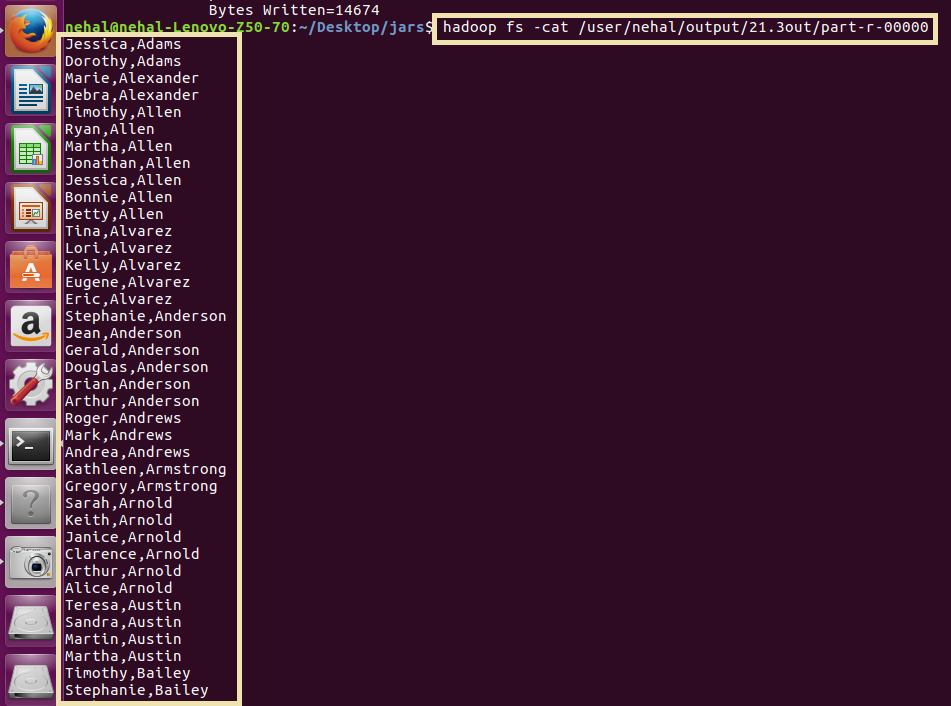 Bytes Written=14674
nehal@nehal-Lenovo-Z50-70:~/Desktop/jars$ hadoop fs -cat /user/nehal/output/21.3out/part-r-00000
Jessica,Adams
Dorothy,Adams
Marie,Alexander
Debra,Alexander
Timothy,Allen
Ryan,Allen
Martha,Allen
Jonathan,Allen
Jessica,Allen
Bonnie,Allen
Betty,Allen
Tina,Alvarez
Lori,Alvarez
Kelly,Alvarez
Eugene,Alvarez
Eric,Alvarez
Stephanie,Anderson
Jean,Anderson
Gerald,Anderson
Douglas,Anderson
Brian,Anderson
Arthur,Anderson
Roger,Andrews
Mark,Andrews
Andrea,Andrews
Kathleen,Armstrong
Gregory,Armstrong
Sarah,Arnold
Keith,Arnold
Janice,Arnold
Clarence,Arnold
Arthur,Arnold
Alice,Arnold
Teresa,Austin
Sandra,Austin
Martin,Austin
Martha,Austin
Timothy,Bailey
Stephanie,Bailey